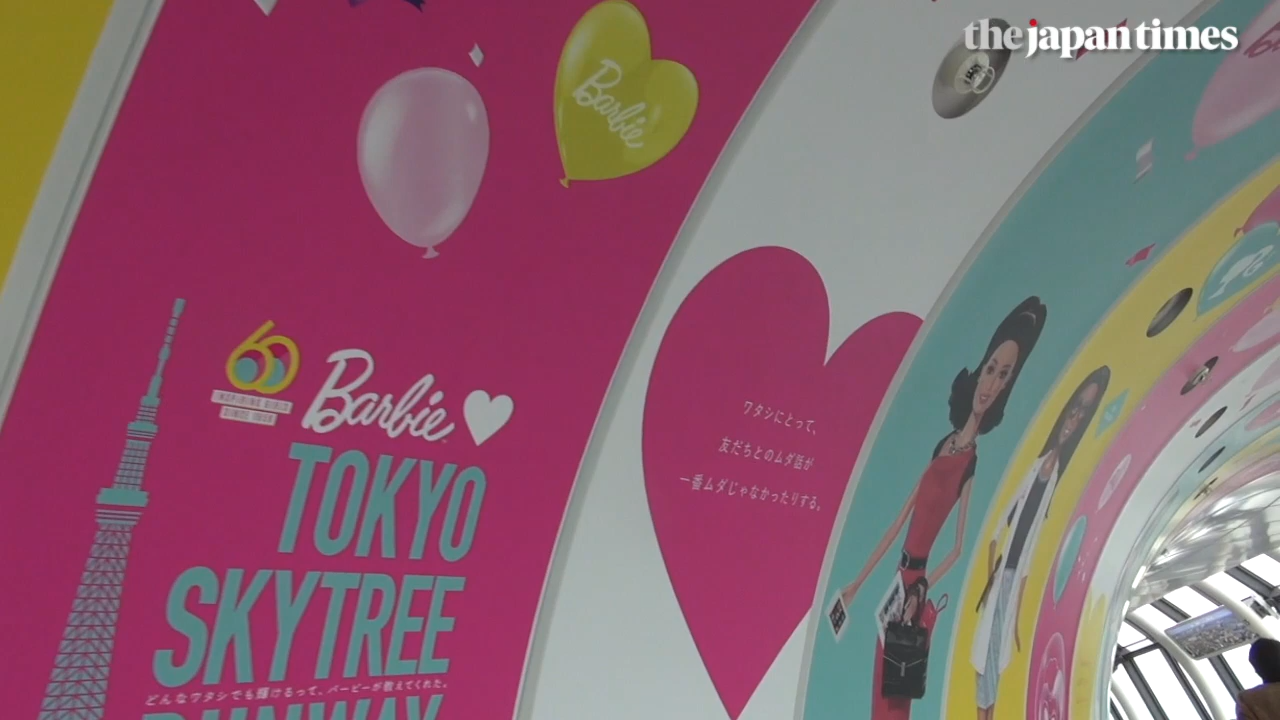 the japan times
Barbie
60
INSPIRING GIRLS
SINCE 1959
Barbie
TOKYO
SKYTREE
どんなワタシでも輝けるって、バービーが教えてくれた。
RUNWAY
ワタシにとって、
友だちとのムダ話が
一番ムダじゃなかったりする。